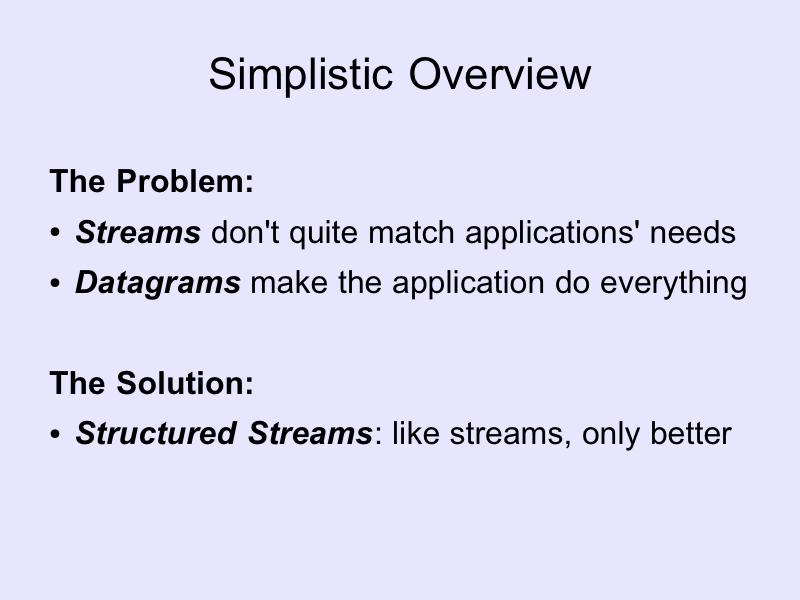 Simplistic Overview
The Problem:
• Streams don't quite match applications' needs
• Datagrams make the application do everything
The Solution:
• Structured Streams: like streams, only better